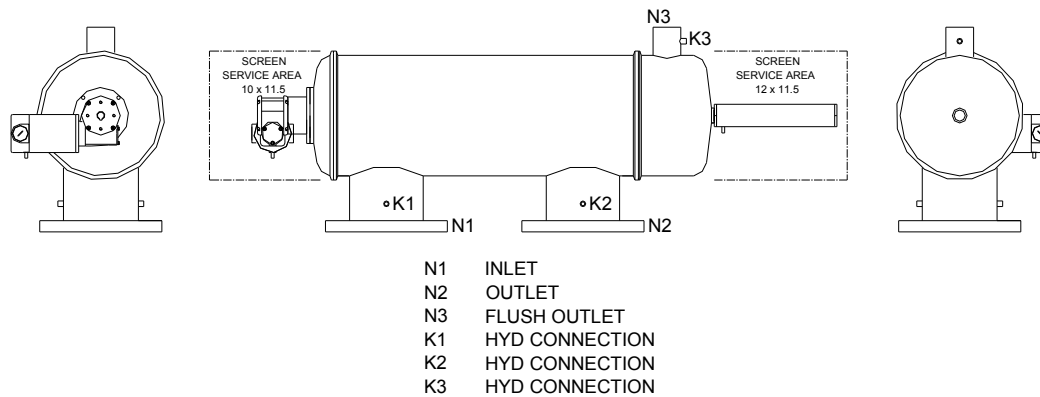 N3
K3
SCREEN
SERVICE AREA
10 x 11.5
SCREEN
SERVICE AREA
12 x 11.5
K1
K2
N1
N2
N1 INLET
N2 OUTLET
N3 FLUSH OUTLET
K1 HYD CONNECTION
K2 HYD CONNECTION
K3 HYD CONNECTION